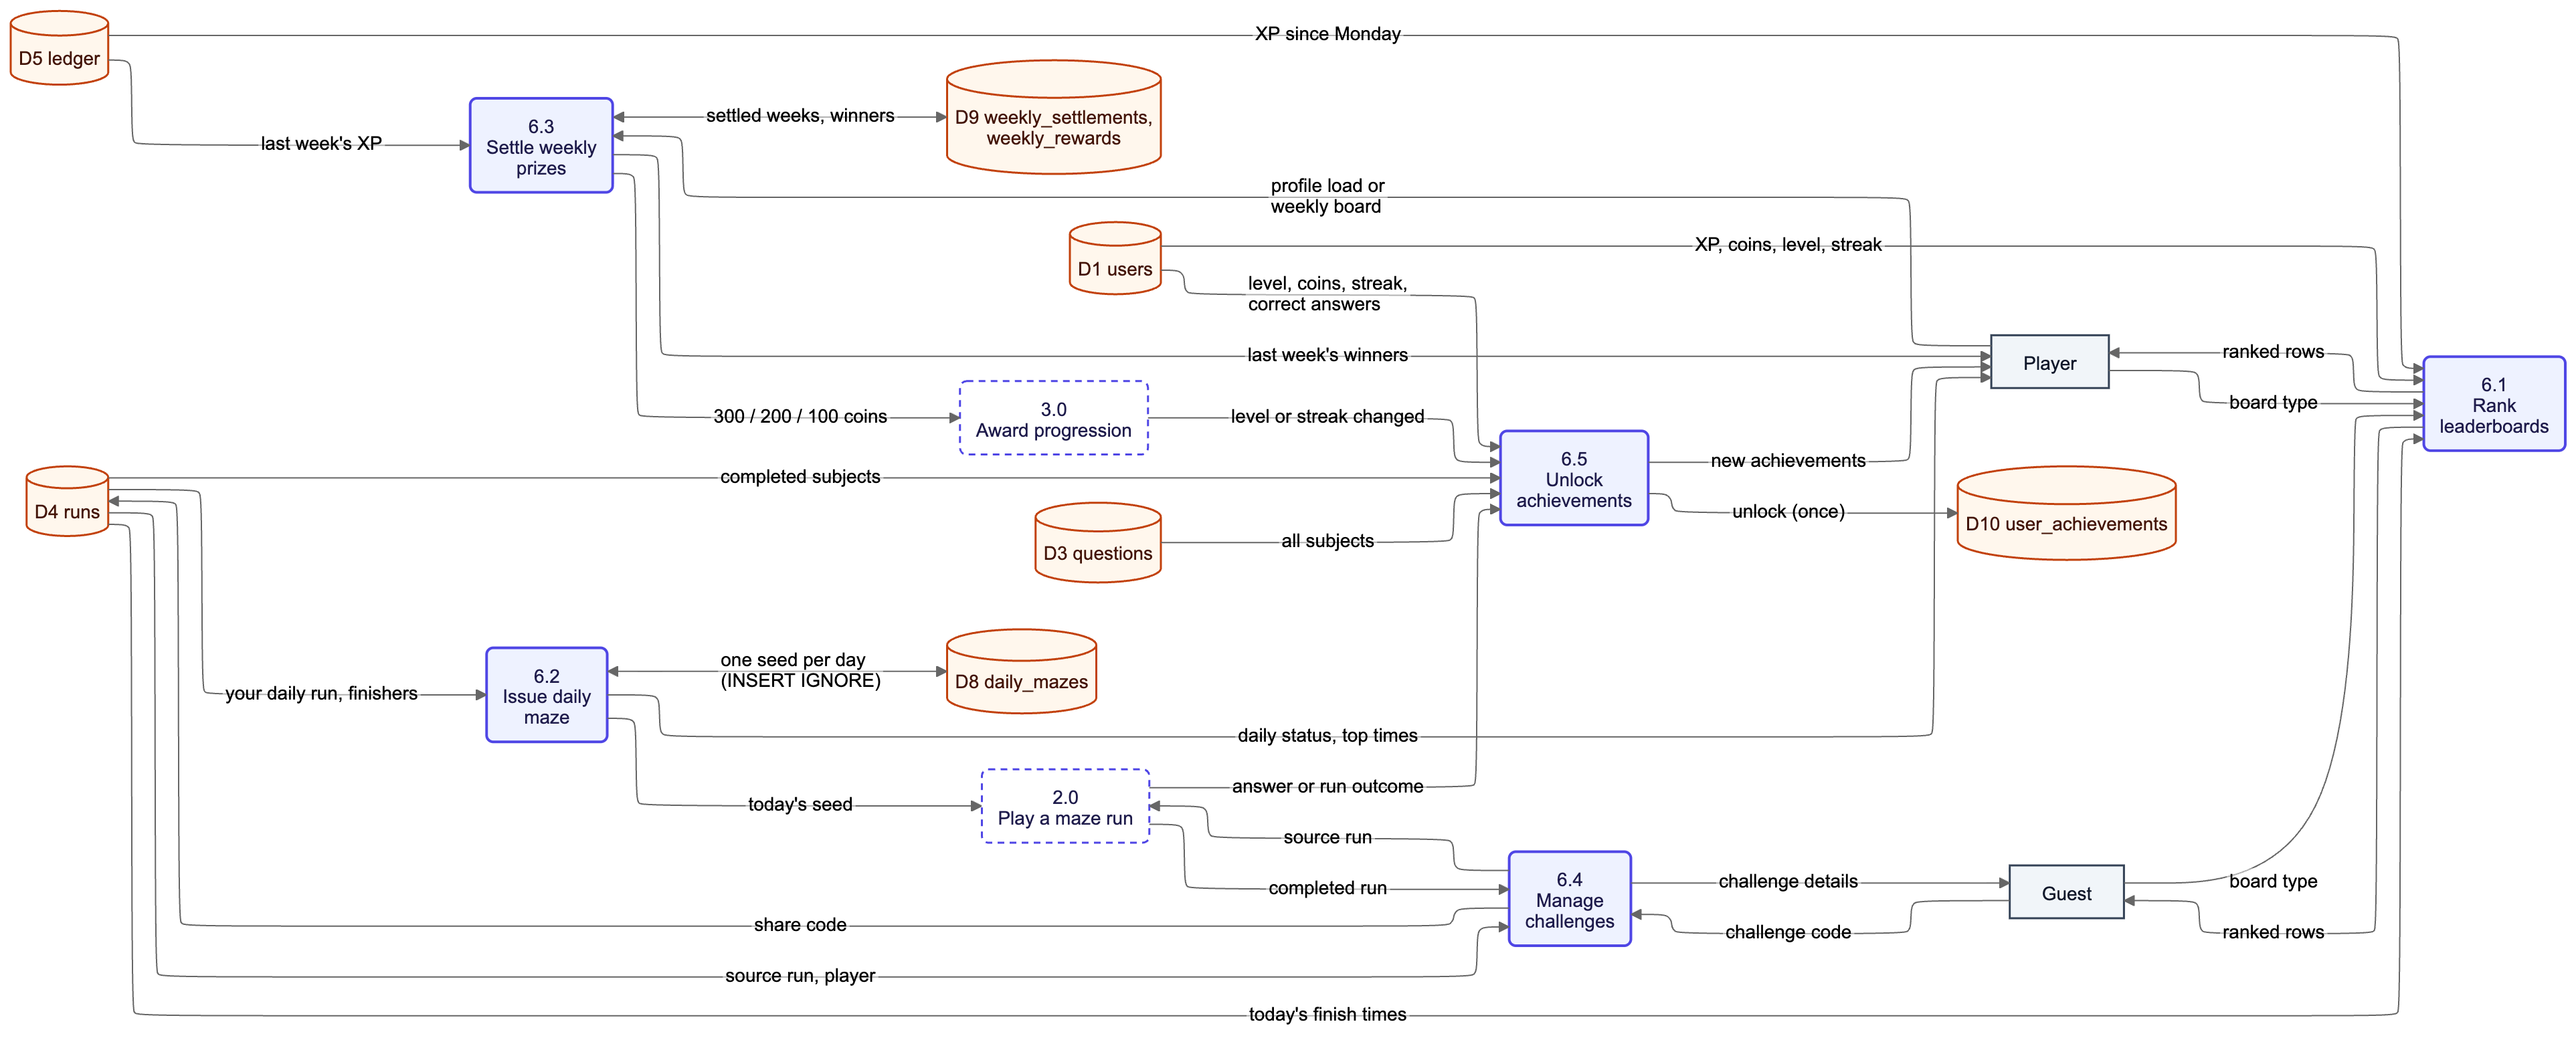 D5 ledger
XP since Monday
last week's XP
6.3
Settle weekly
prizes
settled weeks, winners
D9 weekly_settlements,
weekly_rewards
profile load or
weekly board
D1 users
XP, coins, level, streak
level, coins, streak,
correct answers
last week's winners
Player
ranked rows
board type
6.1
Rank
leaderboards
300 / 200 / 100 coins
3.0
Award progression
level or streak changed
6.5
Unlock
achievements
new achievements
unlock (once)
D10 user_achievements
D4 runs
completed subjects
D3 questions
all subjects
your daily run, finishers
6.2
Issue daily
maze
one seed per day
(INSERT IGNORE)
D8 daily_mazes
daily status, top times
today's seed
2.0
Play a maze run
answer or run outcome
source run
completed run
6.4
Manage
challenges
challenge details
challenge code
Guest
board type
ranked rows
share code
source run, player
today's finish times